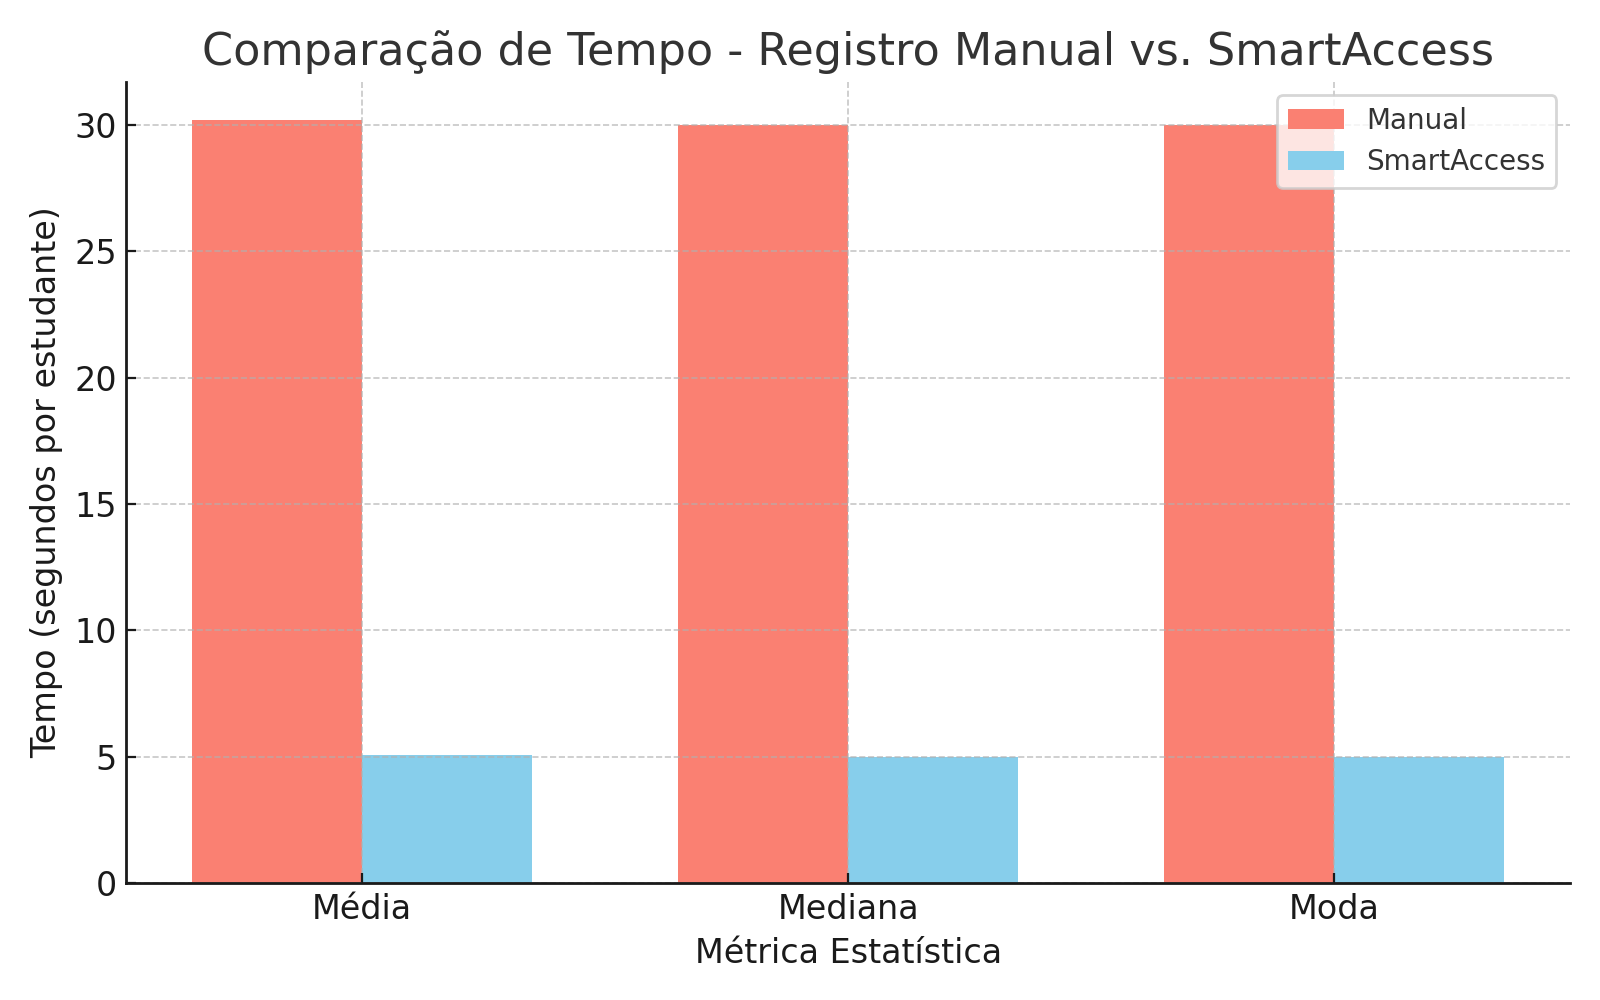 Comparação de Tempo - Registro Manual vs. SmartAccess
Manual
SmartAccess
Tempo (segundos por estudante)
30
25
20
15
10
5
0
Média
Mediana
Moda
Métrica Estatística